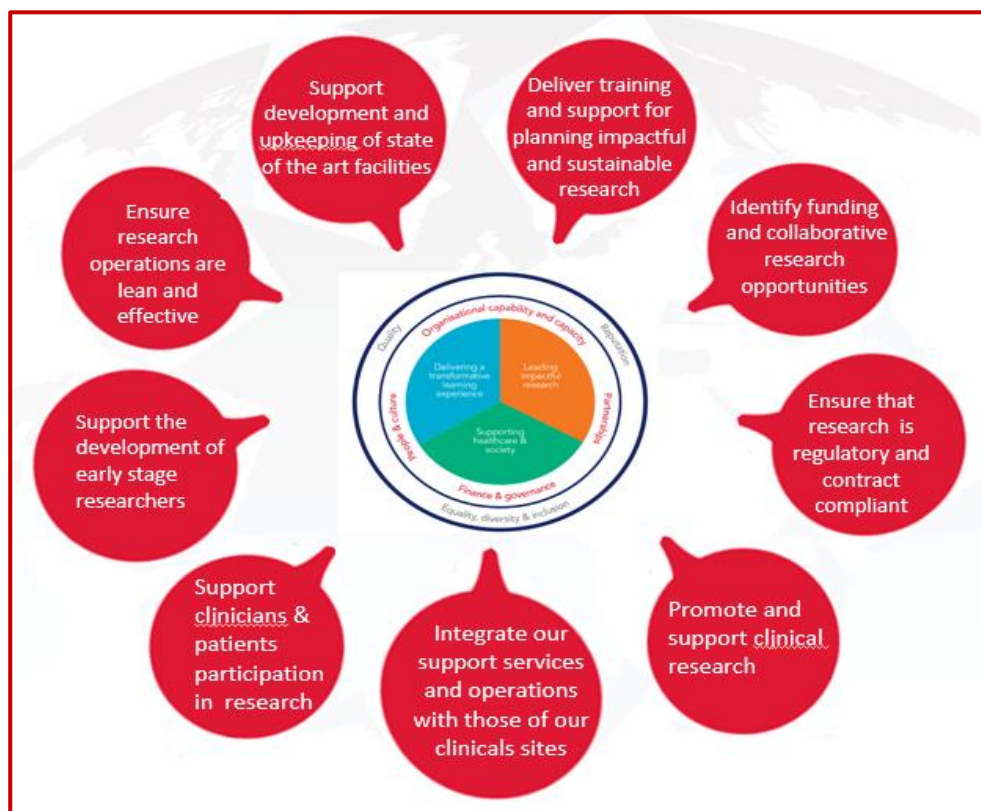 Support
development and
upkeeping of state
of the art facilities
Deliver training
and support for
planning impactful
and sustainable
research
Ensure
research
operations are
lean and
effective
Identify funding
and collaborative
research
opportunities
Quality
Organisational capability and capacity
Reputation
Delivering a
transformative
learning
experience
Leading
impactful
research
People & culture
Partnerships
Supporting
healthcare &
society
Finance & governance
Equality, diversity & inclusion
Support the
development of
early stage
researchers
Ensure that
research is
regulatory and
contract
compliant
Support
clinicians &
patients
participation
in research
Integrate our
support services
and operations
with those of our
clinicals sites
Promote and
support clinical
research